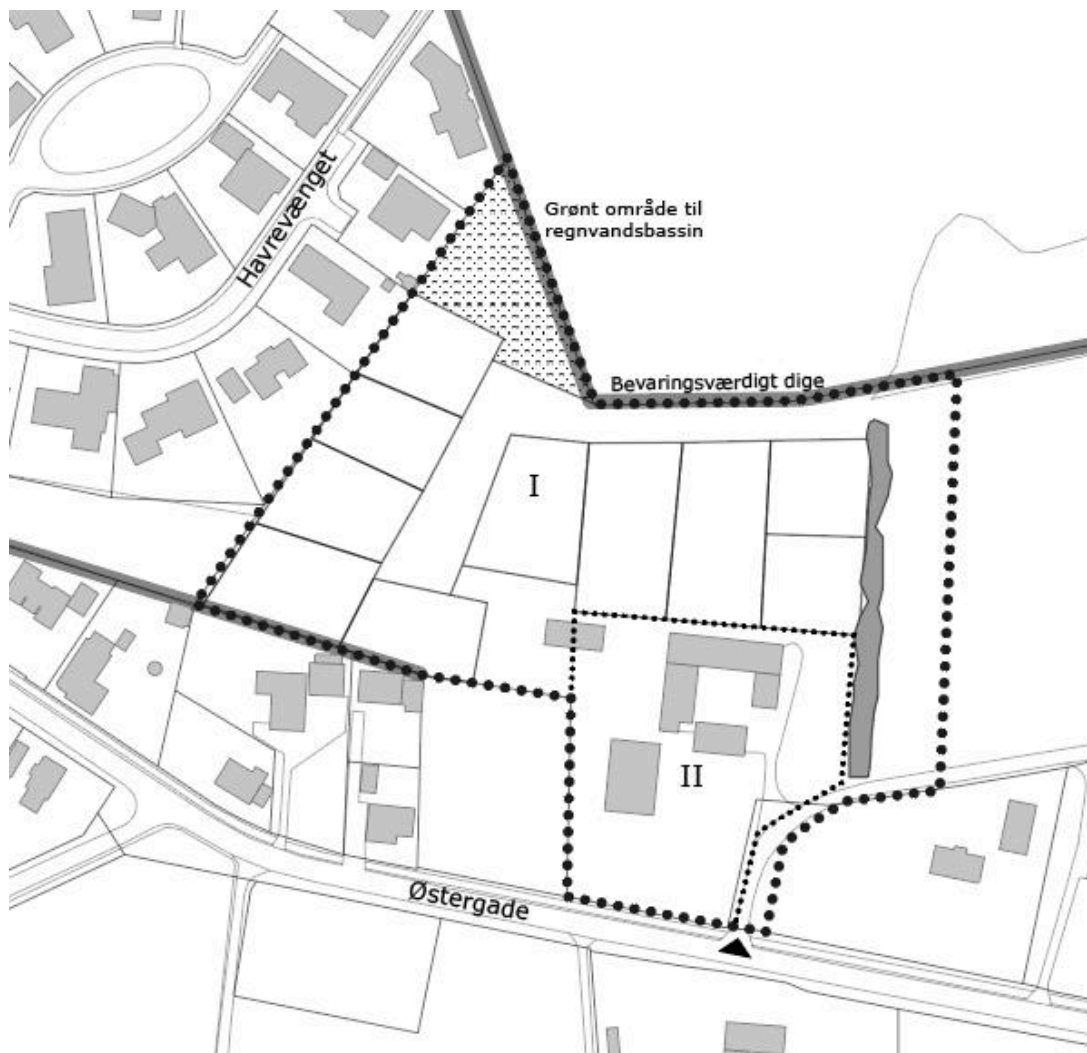 Havrevænget
Grønt område til
regnvandsbassin
Bevaringsværdigt dige
I
II
Østergade